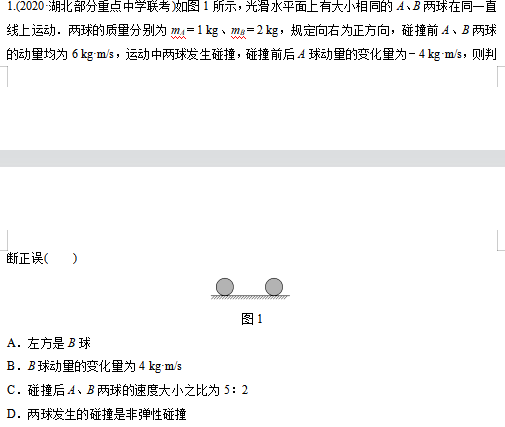 1.(2020·湖北部分重点中学联考)如图 1 所示，光滑水平面上有大小相同的 A、B 两球在同一直
线上运动．两球的质量分别为 mA＝1 kg、mB＝2 kg，规定向右为正方向，碰撞前 A、B 两球
的动量均为 6 kg·m/s，运动中两球发生碰撞，碰撞前后 A 球动量的变化量为－4 kg·m/s，则判
断正误(　　)
图 1
A．左方是 B 球
B．B 球动量的变化量为 4 kg·m/s
C．碰撞后 A、B 两球的速度大小之比为 5∶2
D．两球发生的碰撞是非弹性碰撞